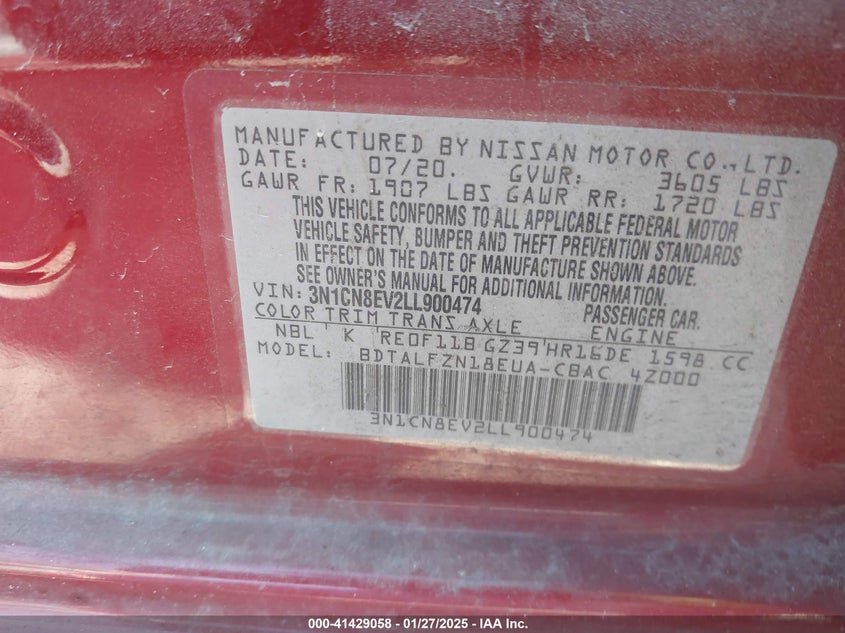 MANUFACTURED BY NISSAN MOTOR CO., LTD.
DATE: 07/20. GVWR: 3605 LBS
GAWR FR: 1907 LBS GAWR RR: 1720 LBS
THIS VEHICLE CONFORMS TO ALL APPLICABLE FEDERAL MOTOR
VEHICLE SAFETY, BUMPER AND THEFT PREVENTION STANDARDS
IN EFFECT ON THE DATE OF MANUFACTURE SHOWN ABOVE.
SEE OWNER'S MANUAL FOR ADDITIONAL INFORMATION.
VIN: 3N1CN8EV2LL900474 PASSENGER CAR.
COLOR TRIM TRANS AXLE ENGINE
NBL ' K 'RE0F11B GZ39'HR16DE 1598 CC
MODEL: BDTALFZN18EUA-CBAC 4Z000
3N1CN8EV2LL900474
000-41429058 - 01/27/2025 - IAA Inc.